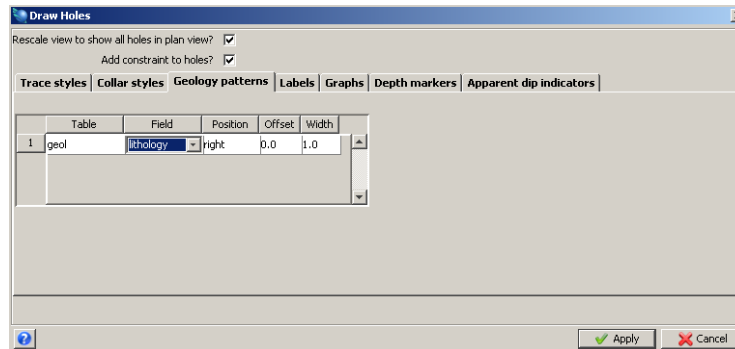 Draw Holes
Rescale view to show all holes in plan view?
Add constraint to holes?
Trace styles Collar styles Geology patterns Labels Graphs Depth markers Apparent dip indicators
Table Field Position Offset Width
1 geol lithology right 0.0 1.0
? Apply Cancel